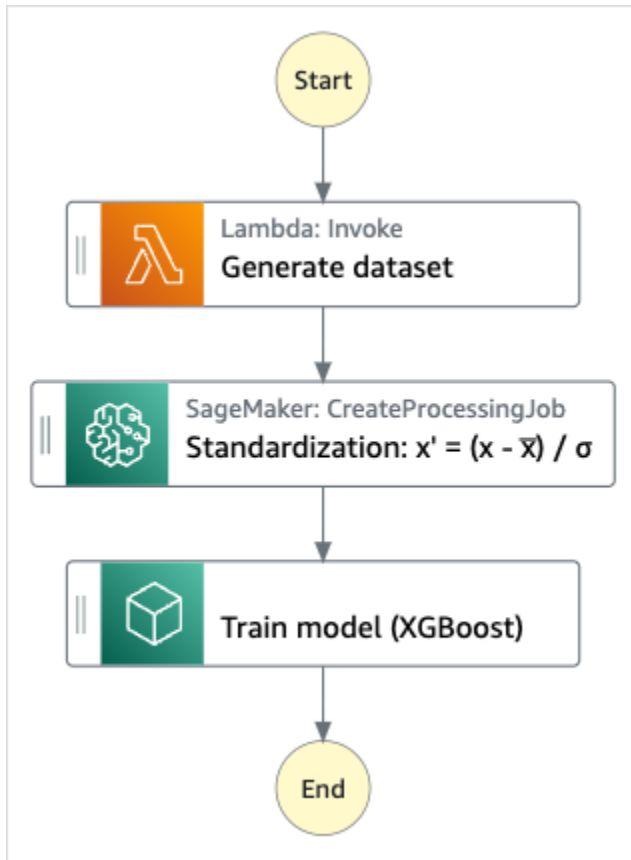 Start
Lambda: Invoke
Generate dataset
SageMaker: CreateProcessingJob
Standardization: x' = (x - x̅) / σ
Train model (XGBoost)
End